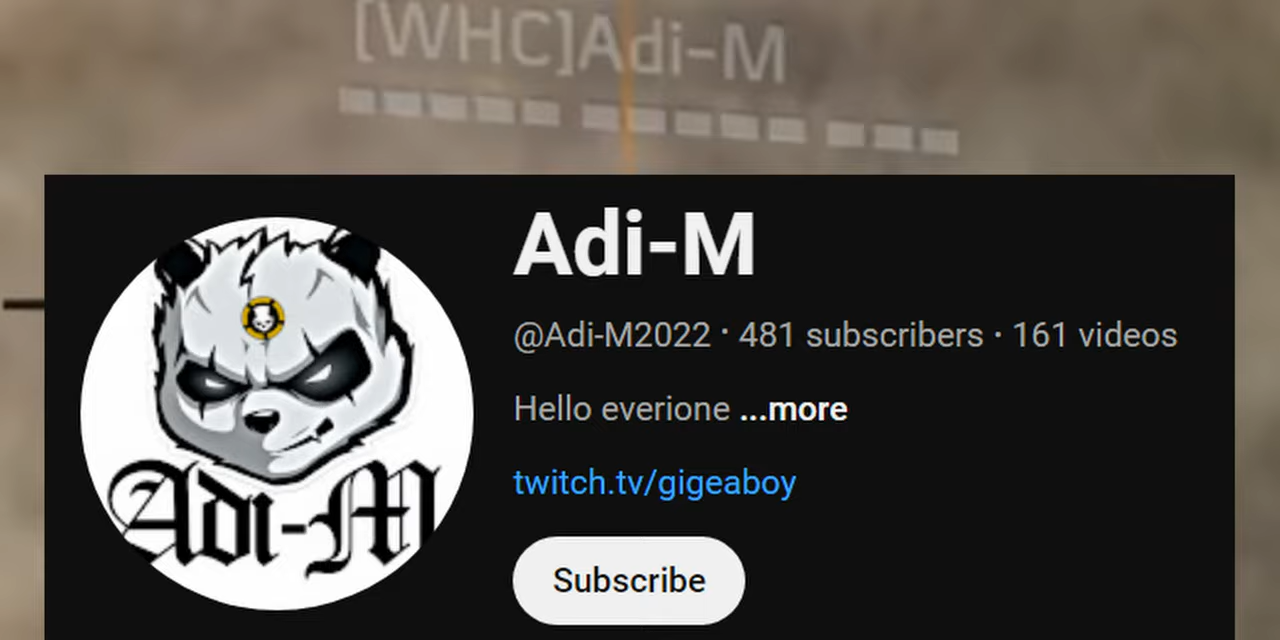 [WHC]Adi-M
Adi-M
@Adi-M2022 · 481 subscribers · 161 videos
Hello everione ...more
twitch.tv/gigeaboy
Subscribe
Adi-M